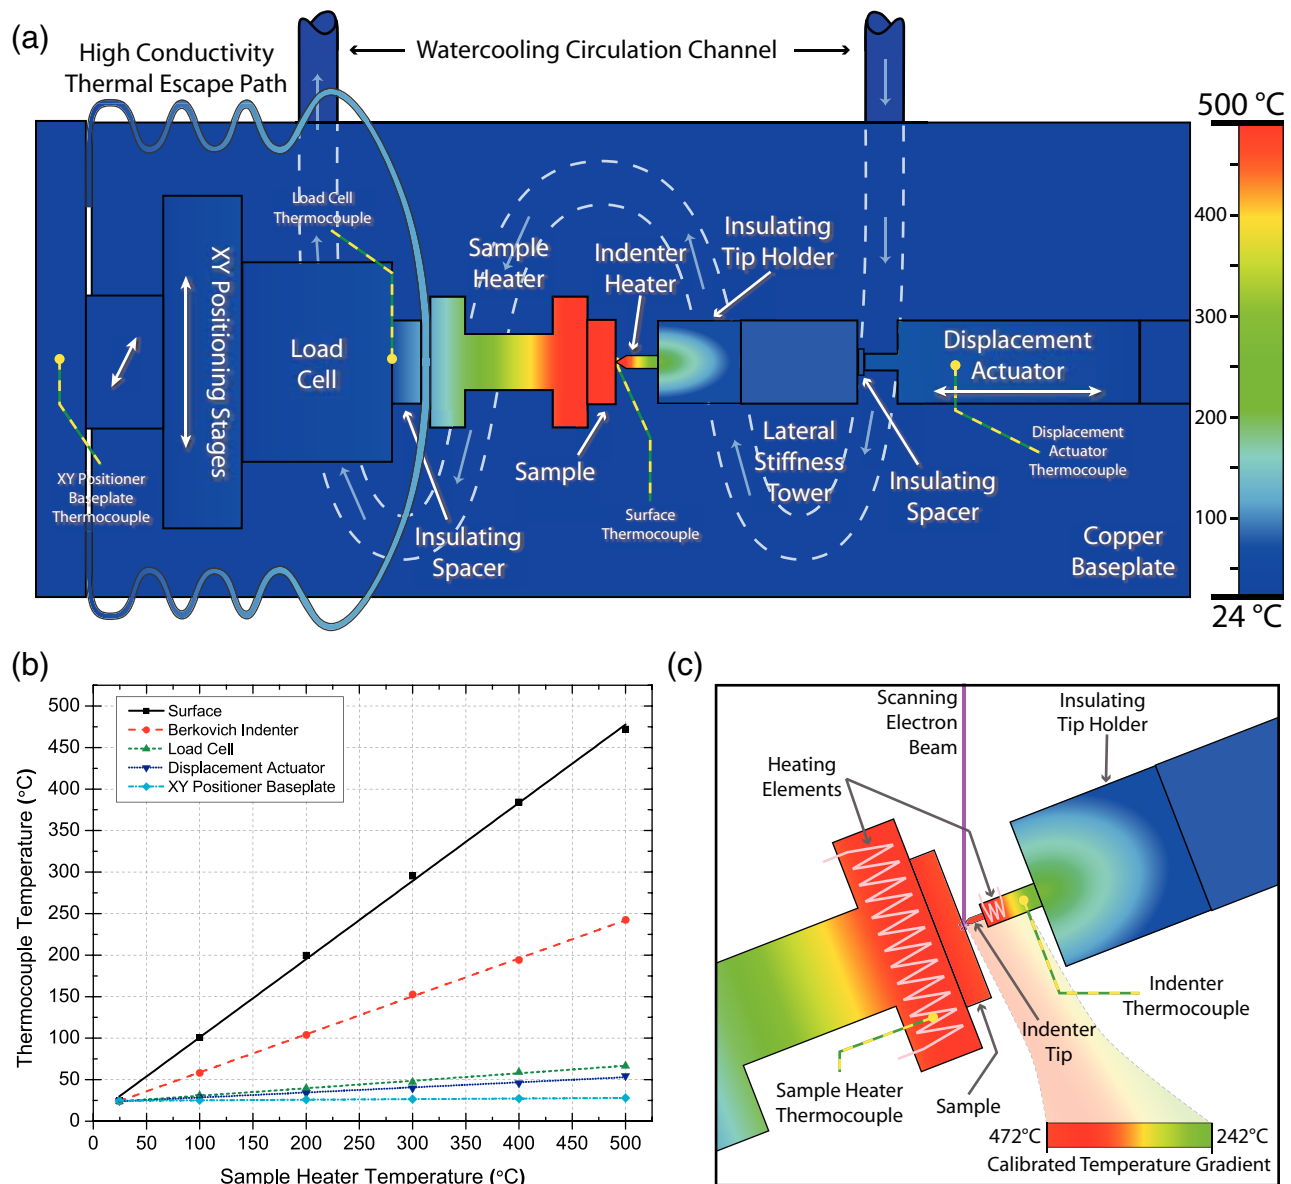 (a)
High Conductivity
Thermal Escape Path
Watercooling Circulation Channel
500 °C
400
300
200
100
24 °C
Load Cell
Thermocouple
XY Positioning Stages
Load
Cell
Sample
Heater
Indenter
Heater
Insulating
Tip Holder
Displacement
Actuator
XY Positioner
Baseplate
Thermocouple
Insulating
Spacer
Sample
Surface
Thermocouple
Lateral
Stiffness
Tower
Insulating
Spacer
Displacement
Actuator
Thermocouple
Copper
Baseplate
(b)
Surface
Berkovich Indenter
Load Cell
Displacement Actuator
XY Positioner Baseplate
Thermocouple Temperature (°C)
500
450
400
350
300
250
200
150
100
50
0
0 50 100 150 200 250 300 350 400 450 500
Sample Heater Temperature (°C)
(c)
Scanning
Electron
Beam
Insulating
Tip Holder
Heating
Elements
Indenter
Thermocouple
Indenter
Tip
Sample Heater
Thermocouple
Sample
472°C
242°C
Calibrated Temperature Gradient